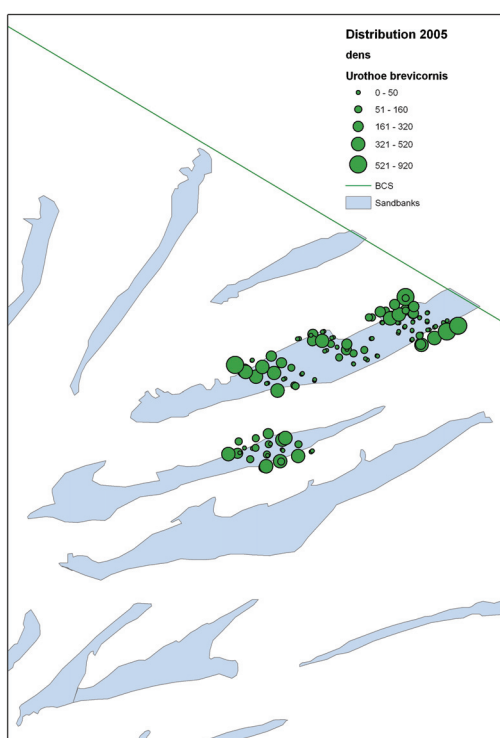 Distribution 2005
dens
Urothoe brevicornis
0 - 50
51 - 160
161 - 320
321 - 520
521 - 920
BCS
Sandbanks